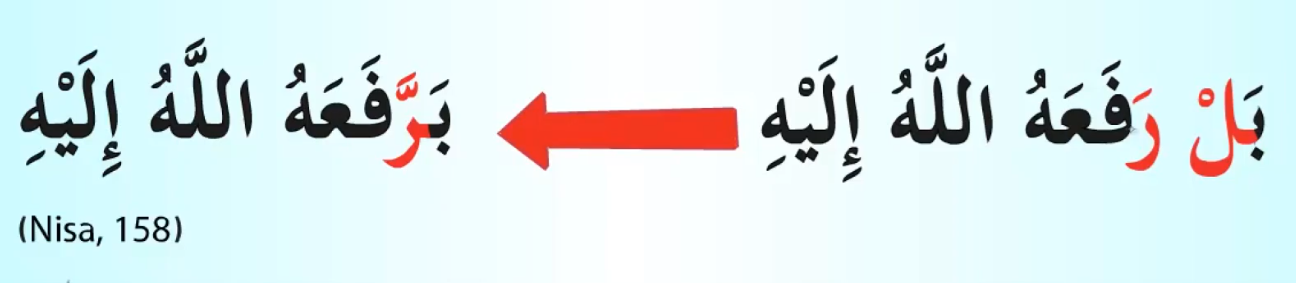 بَلْ رَفَعَهُ اللَّهُ إِلَيْهِ بَرَّفَعَهُ اللَّهُ إِلَيْهِ
(Nisa, 158)